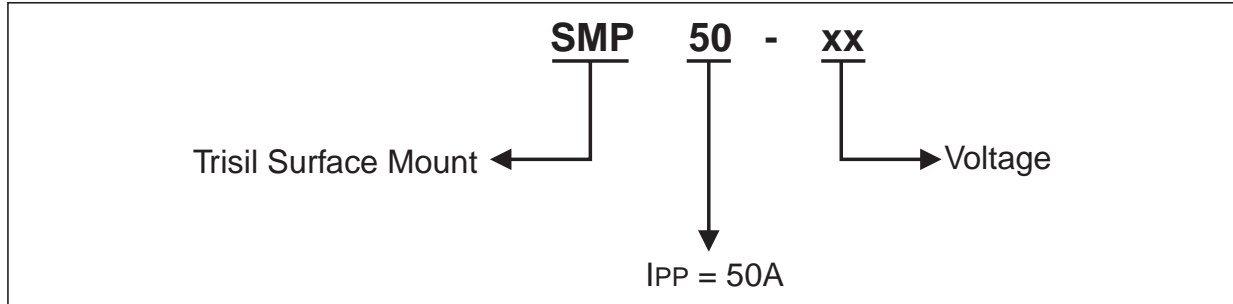 SMP 50 - xx
Trisil Surface Mount Voltage
IPP = 50A